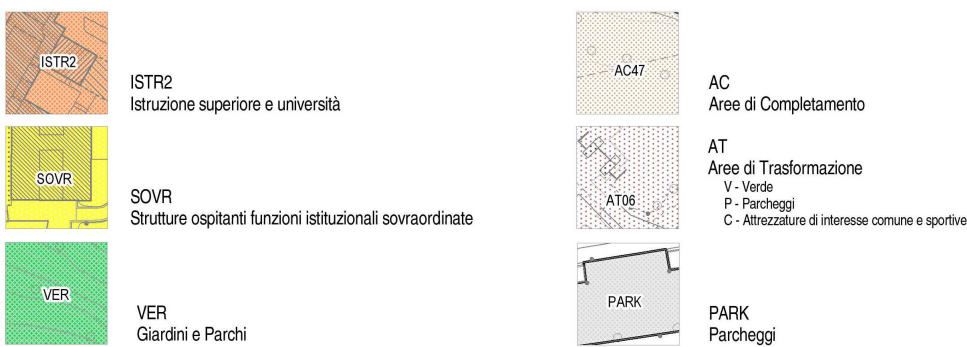 ISTR2
ISTR2
Istruzione superiore e università
SOVR
SOVR
Strutture ospitanti funzioni istituzionali sovraordinate
VER
VER
Giardini e Parchi
AC47
AC
Aree di Completamento
AT06
AT
Aree di Trasformazione
V - Verde
P - Parcheggi
C - Attrezzature di interesse comune e sportive
PARK
PARK
Parcheggi